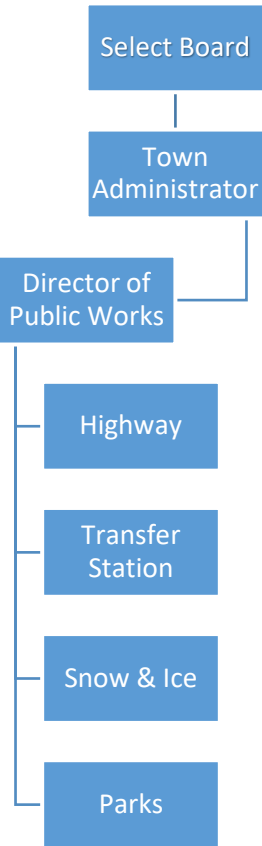 Select Board
Town
Administrator
Director of
Public Works
Highway
Transfer
Station
Snow & Ice
Parks